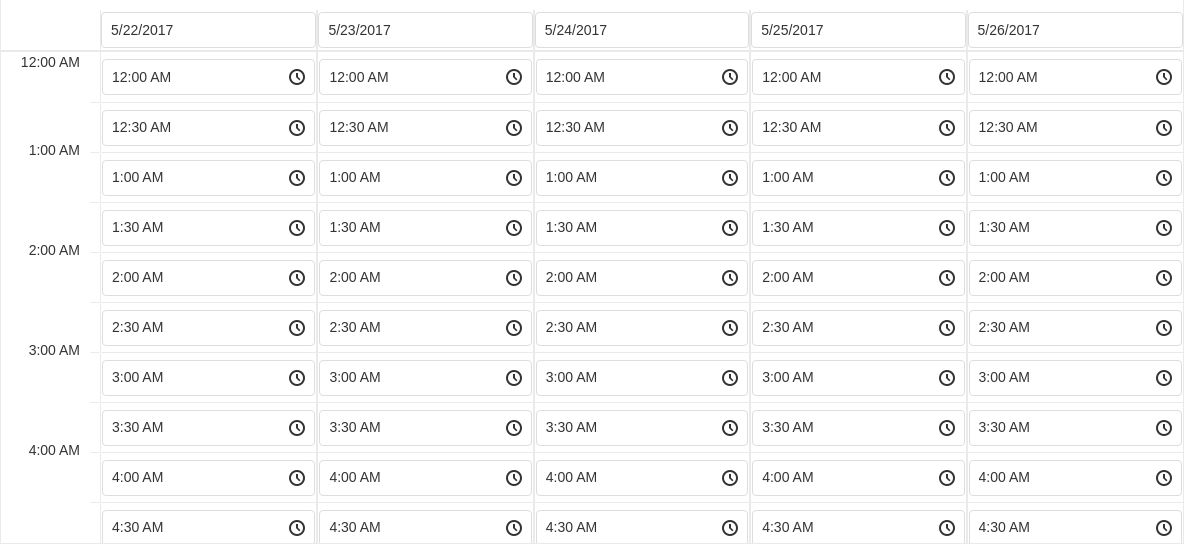 5/22/2017 5/23/2017 5/24/2017 5/25/2017 5/26/2017
12:00 AM
12:00 AM 12:00 AM 12:00 AM 12:00 AM 12:00 AM
12:30 AM 12:30 AM 12:30 AM 12:30 AM 12:30 AM
1:00 AM
1:00 AM 1:00 AM 1:00 AM 1:00 AM 1:00 AM
1:30 AM 1:30 AM 1:30 AM 1:30 AM 1:30 AM
2:00 AM
2:00 AM 2:00 AM 2:00 AM 2:00 AM 2:00 AM
2:30 AM 2:30 AM 2:30 AM 2:30 AM 2:30 AM
3:00 AM
3:00 AM 3:00 AM 3:00 AM 3:00 AM 3:00 AM
3:30 AM 3:30 AM 3:30 AM 3:30 AM 3:30 AM
4:00 AM
4:00 AM 4:00 AM 4:00 AM 4:00 AM 4:00 AM
4:30 AM 4:30 AM 4:30 AM 4:30 AM 4:30 AM